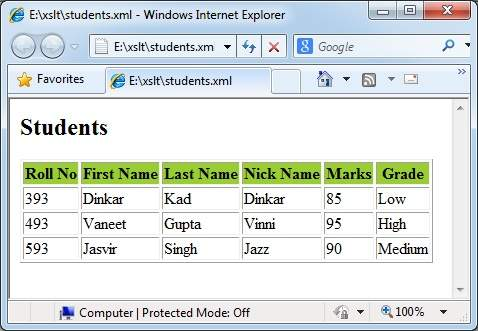 E:\xslt\students.xml - Windows Internet Explorer
E:\xslt\students.xm Google
Favorites E:\xslt\students.xml
Students
Roll No First Name Last Name Nick Name Marks Grade
393 Dinkar Kad Dinkar 85 Low
493 Vaneet Gupta Vinni 95 High
593 Jasvir Singh Jazz 90 Medium
Computer | Protected Mode: Off 100%